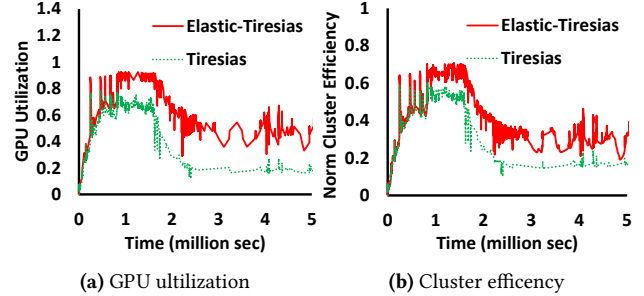 GPU Utilization
1.4
1.2
1
0.8
0.6
0.4
0.2
0
Elastic-Tiresias
Tiresias
0 1 2 3 4 5
Time (million sec)
(a) GPU ultilization
Norm Cluster Efficiency
1
0.8
0.6
0.4
0.2
0
Elastic-Tiresias
Tiresias
0 1 2 3 4 5
Time (million sec)
(b) Cluster efficency